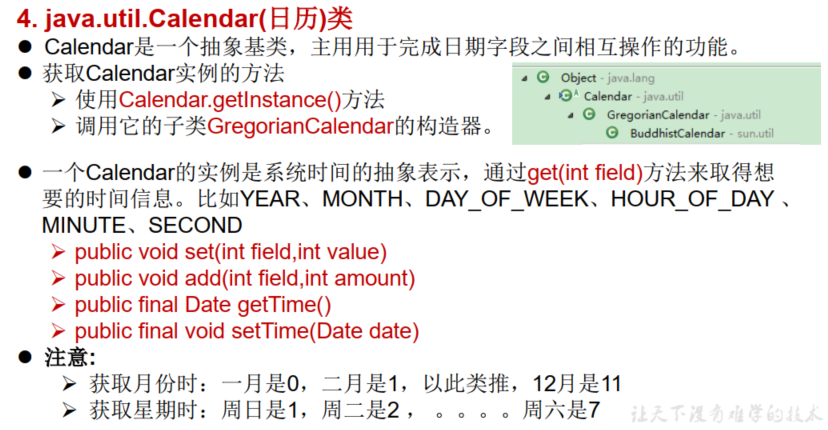 4. java.util.Calendar(日历)类
● Calendar是一个抽象基类，主用用于完成日期字段之间相互操作的功能。
● 获取Calendar实例的方法
➢ 使用Calendar.getInstance()方法
➢ 调用它的子类GregorianCalendar的构造器。
Object - java.lang
Calendar - java.util
GregorianCalendar - java.util
BuddhistCalendar - sun.util
● 一个Calendar的实例是系统时间的抽象表示，通过get(int field)方法来取得想
要的时间信息。比如YEAR、MONTH、DAY_OF_WEEK、HOUR_OF_DAY 、
MINUTE、SECOND
➢ public void set(int field,int value)
➢ public void add(int field,int amount)
➢ public final Date getTime()
➢ public final void setTime(Date date)
● 注意:
➢ 获取月份时：一月是0，二月是1，以此类推，12月是11
➢ 获取星期时：周日是1，周二是2 ， 。。。。周六是7
让天下没有难学的技术